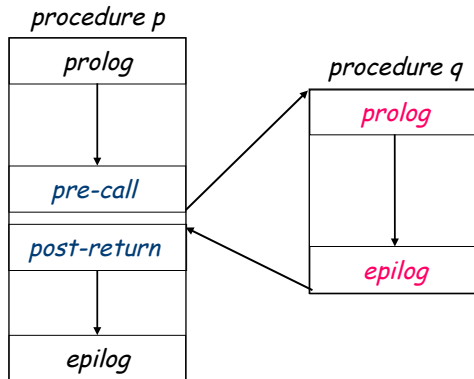 procedure p
prolog
pre-call
post-return
epilog
procedure q
prolog
epilog